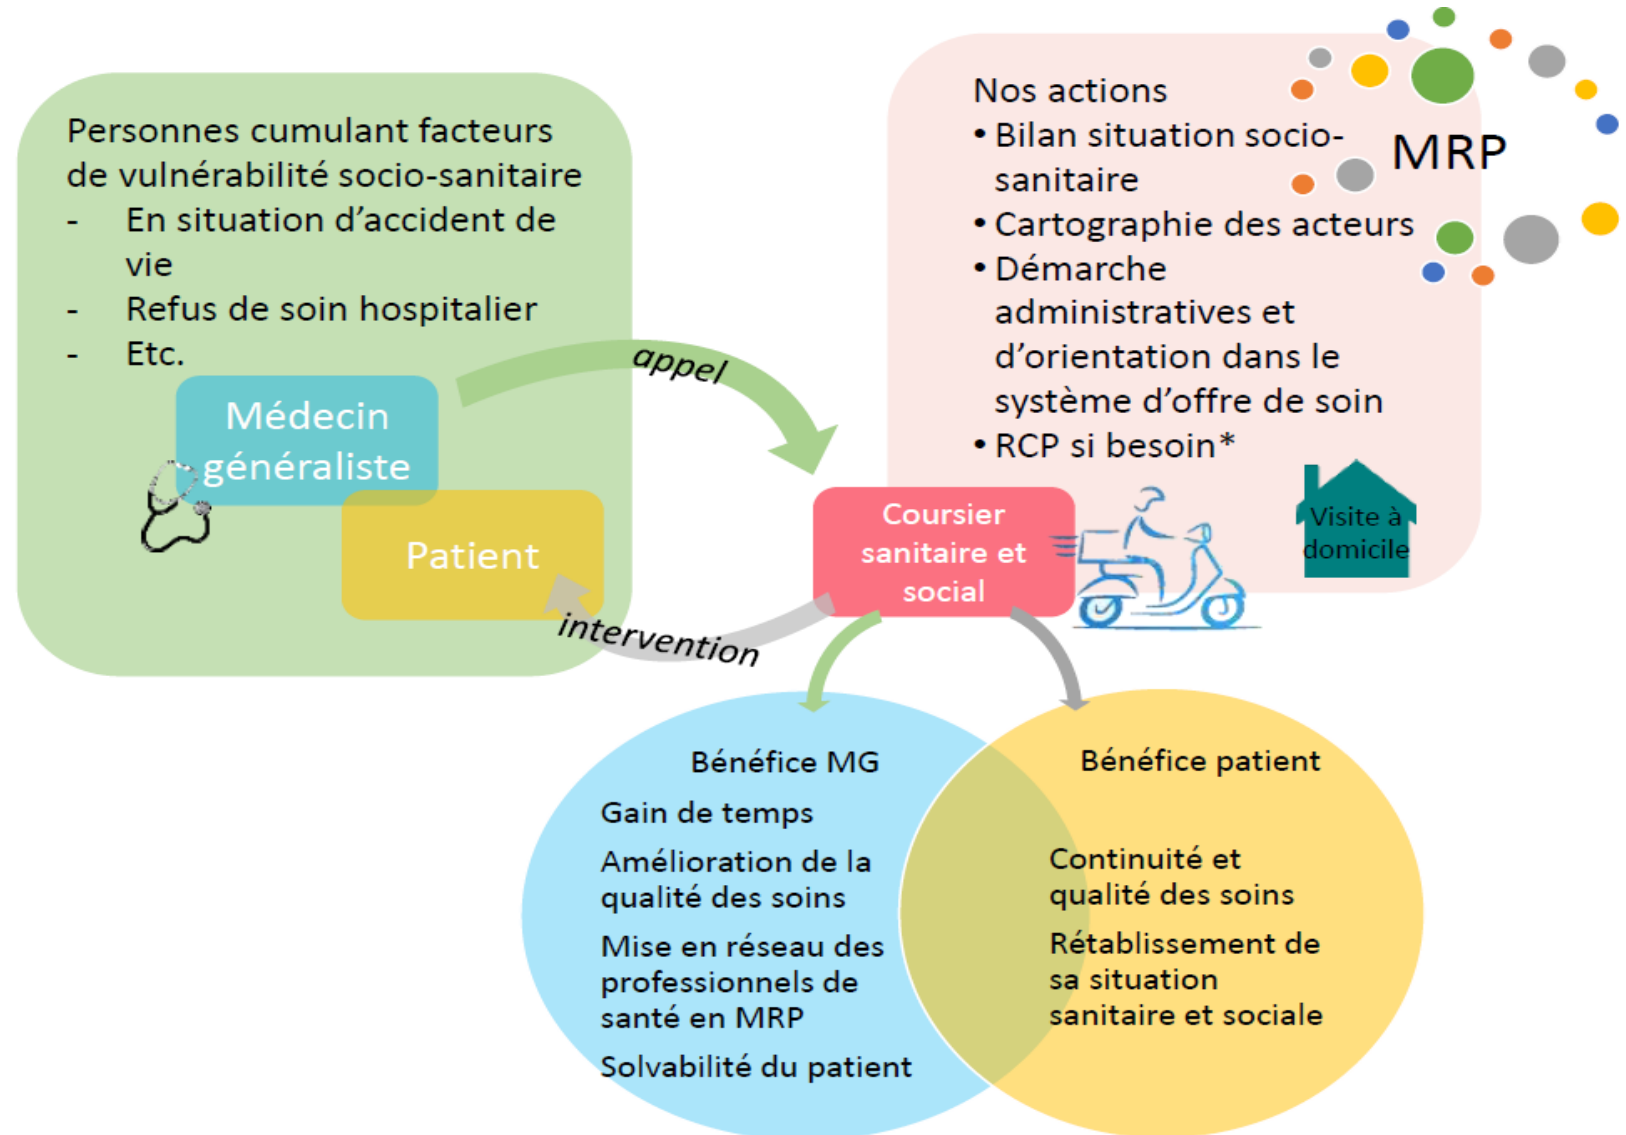 Personnes cumulant facteurs
de vulnérabilité socio-sanitaire
- En situation d’accident de
vie
- Refus de soin hospitalier
- Etc.
Médecin
généraliste
Patient
appel
intervention
Coursier
sanitaire et
social
Nos actions
• Bilan situation socio-
sanitaire
• Cartographie des acteurs
• Démarche
administratives et
d’orientation dans le
système d’offre de soin
• RCP si besoin*
MRP
Visite à
domicile
Bénéfice MG
Gain de temps
Amélioration de la
qualité des soins
Mise en réseau des
professionnels de
santé en MRP
Solvabilité du patient
Bénéfice patient
Continuité et
qualité des soins
Rétablissement de
sa situation
sanitaire et sociale